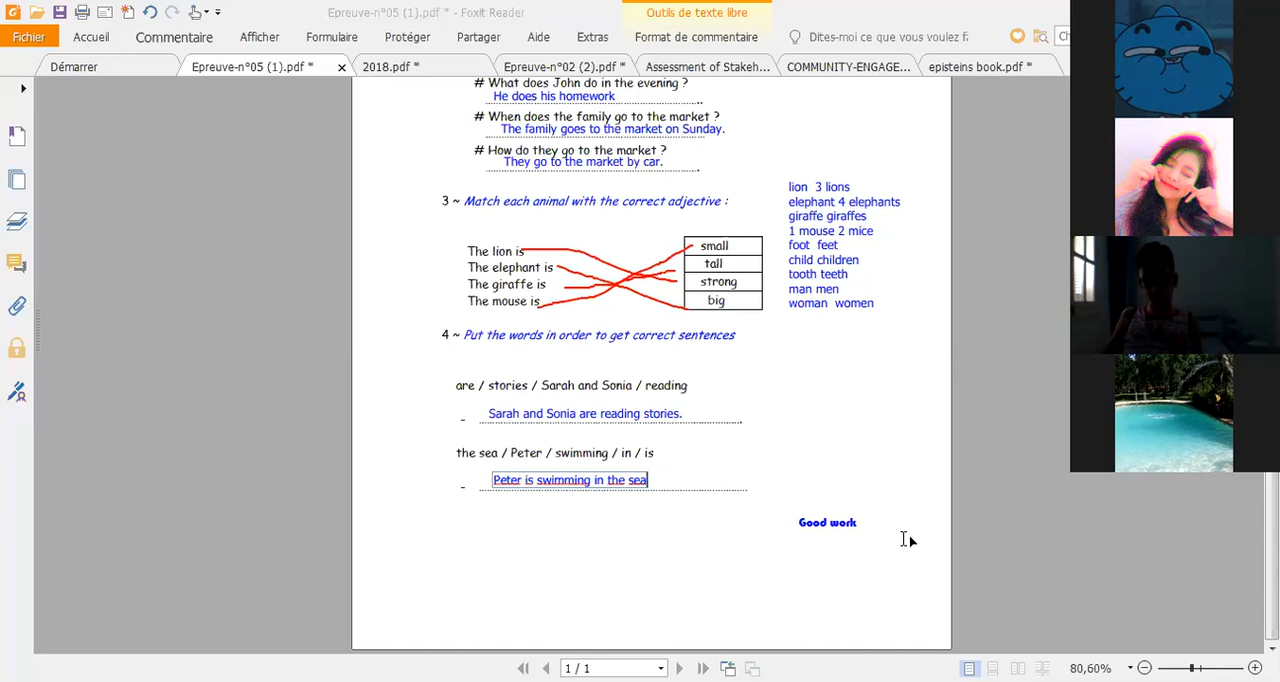 Epreuve-n°05 (1).pdf * - Foxit Reader
Outils de texte libre
Fichier Accueil Commentaire Afficher Formulaire Protéger Partager Aide Extras Format de commentaire Dites-moi ce que vous voulez fa Ch
Démarrer Epreuve-n°05 (1).pdf * 2018.pdf * Epreuve-n°02 (2).pdf * Assessment of Stakeh... COMMUNITY-ENGAGE... episteins book.pdf *
# What does John do in the evening ?
He does his homework
# When does the family go to the market ?
The family goes to the market on Sunday.
# How do they go to the market ?
They go to the market by car.
3 ~ Match each animal with the correct adjective :
The lion is
The elephant is
The giraffe is
The mouse is
small
tall
strong
big
lion 3 lions
elephant 4 elephants
giraffe giraffes
1 mouse 2 mice
foot feet
child children
tooth teeth
man men
woman women
4 ~ Put the words in order to get correct sentences
are / stories / Sarah and Sonia / reading
_ Sarah and Sonia are reading stories.
the sea / Peter / swimming / in / is
_ Peter is swimming in the sea
Good work
1 / 1
80,60%